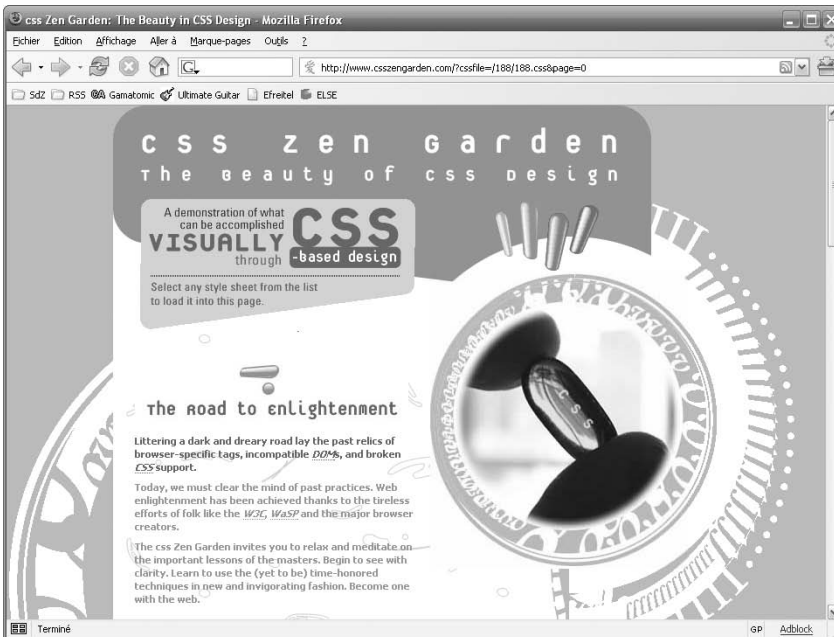 css Zen Garden: The Beauty in CSS Design - Mozilla Firefox
Fichier Edition Affichage Aller à Marque-pages Outils ?
G http://www.csszengarden.com/?cssfile=/188/188.css&page=0
SdZ RSS Gamatomic Ultimate Guitar Efreitel ELSE
css zen Garden
The Beauty of css Design
A demonstration of what
can be accomplished
VISUALLY CSS
through -based design
Select any style sheet from the list
to load it into this page.
css
The Road to Enlightenment
Littering a dark and dreary road lay the past relics of
browser-specific tags, incompatible DOMs, and broken
CSS support.
Today, we must clear the mind of past practices. Web
enlightenment has been achieved thanks to the tireless
efforts of folk like the W3C, WaSP and the major browser
creators.
The css Zen Garden invites you to relax and meditate on
the important lessons of the masters. Begin to see with
clarity. Learn to use the (yet to be) time-honored
techniques in new and invigorating fashion. Become one
with the web.
Terminé GP Adblock